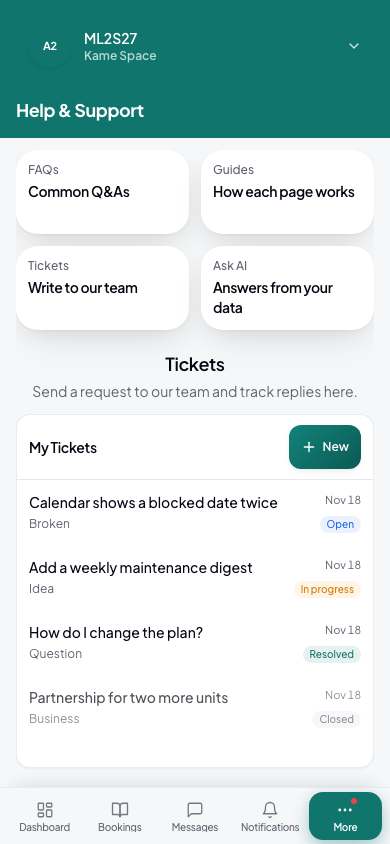 A2
ML2S27
Kame Space
Help & Support
FAQs
Common Q&As
Guides
How each page works
Tickets
Write to our team
Ask AI
Answers from your
data
Tickets
Send a request to our team and track replies here.
My Tickets
New
Calendar shows a blocked date twice
Nov 18
Broken
Open
Add a weekly maintenance digest
Nov 18
Idea
In progress
How do I change the plan?
Nov 18
Question
Resolved
Partnership for two more units
Nov 18
Business
Closed
Dashboard
Bookings
Messages
Notifications
More